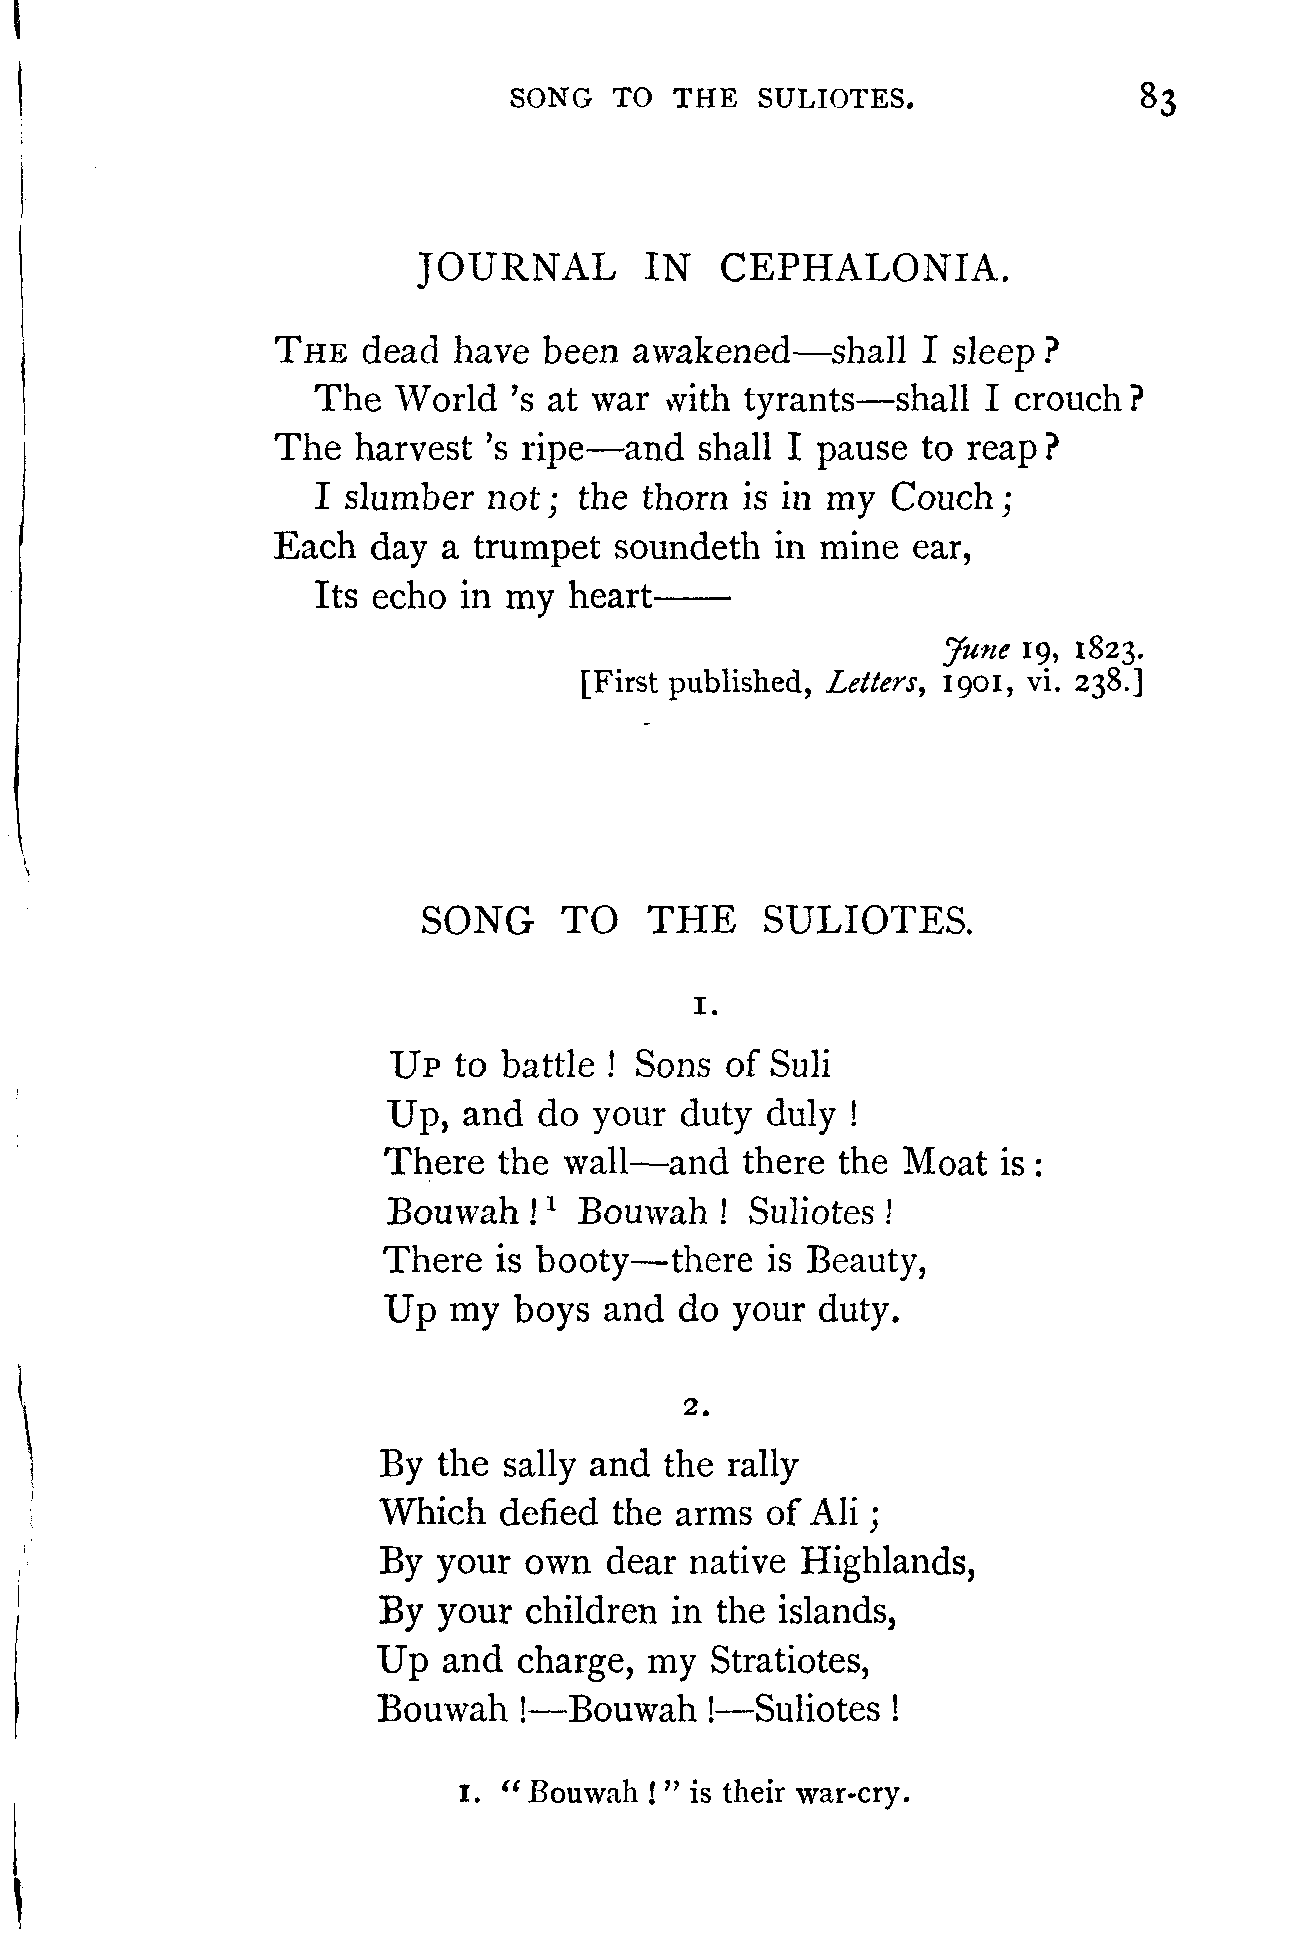 SONG TO THE SULIOTES. 83
JOURNAL IN CEPHALONIA.
THE dead have been awakened—shall I sleep?
The World 's at war with tyrants—shall I crouch?
The harvest 's ripe—and shall I pause to reap?
I slumber not; the thorn is in my Couch;
Each day a trumpet soundeth in mine ear,
Its echo in my heart——
June 19, 1823.
[First published, Letters, 1901, vi. 238.]
SONG TO THE SULIOTES.
1.
UP to battle! Sons of Suli
Up, and do your duty duly!
There the wall—and there the Moat is:
Bouwah!¹ Bouwah! Suliotes!
There is booty—there is Beauty,
Up my boys and do your duty.
2.
By the sally and the rally
Which defied the arms of Ali;
By your own dear native Highlands,
By your children in the islands,
Up and charge, my Stratiotes,
Bouwah!—Bouwah!—Suliotes!
1. "Bouwah!" is their war-cry.